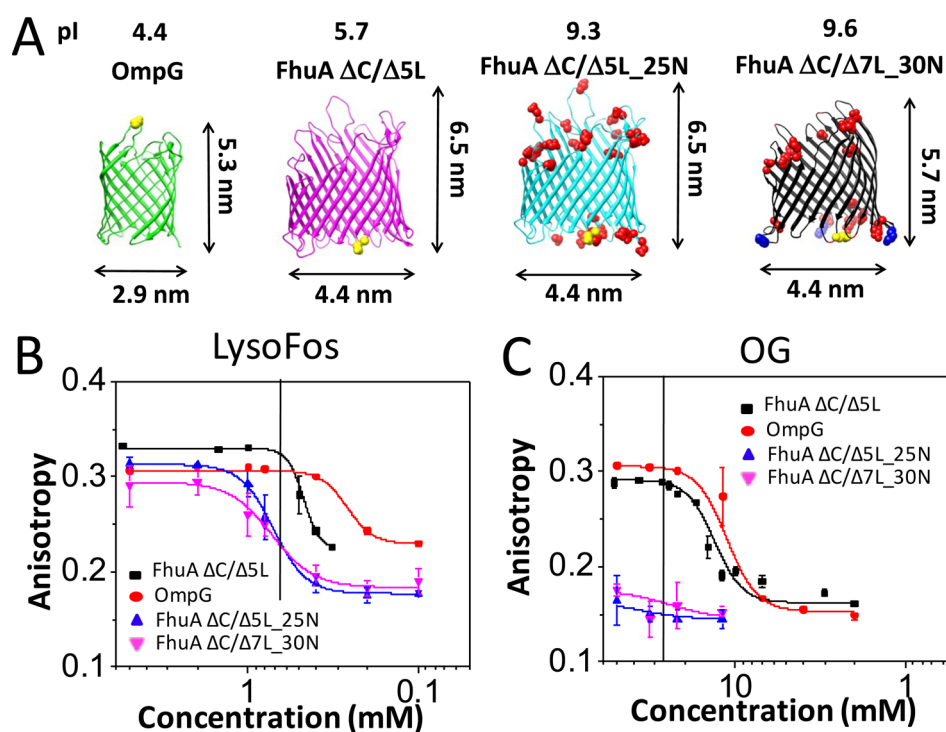 A
pI 4.4 5.7 9.3 9.6
OmpG FhuA ΔC/Δ5L FhuA ΔC/Δ5L_25N FhuA ΔC/Δ7L_30N
5.3 nm 6.5 nm 6.5 nm 5.7 nm
2.9 nm 4.4 nm 4.4 nm 4.4 nm
B LysoFos
Anisotropy
0.4
0.3
0.2
0.1
FhuA ΔC/Δ5L
OmpG
FhuA ΔC/Δ5L_25N
FhuA ΔC/Δ7L_30N
1 0.1
Concentration (mM)
C OG
Anisotropy
0.4
0.3
0.2
0.1
FhuA ΔC/Δ5L
OmpG
FhuA ΔC/Δ5L_25N
FhuA ΔC/Δ7L_30N
10 1
Concentration (mM)